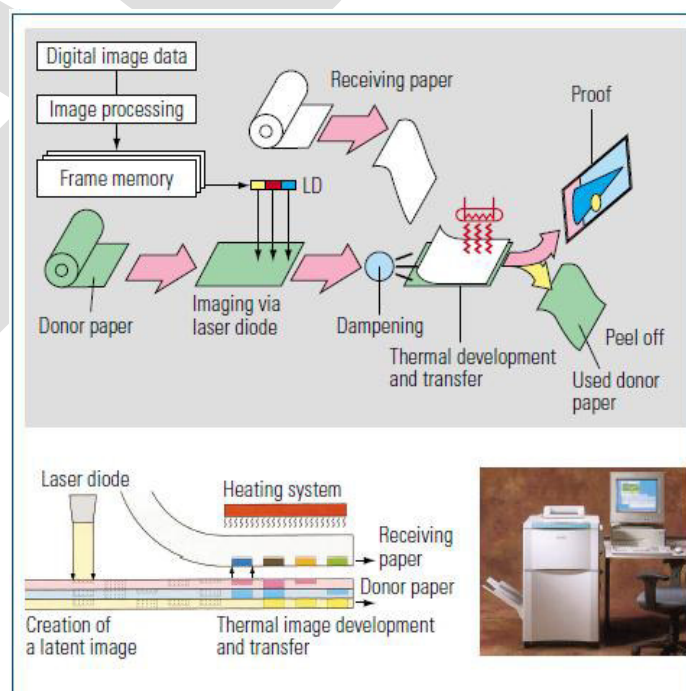 Digital image data
Image processing
Frame memory
LD
Receiving paper
Proof
Donor paper
Imaging via
laser diode
Dampening
Thermal development
and transfer
Peel off
Used donor
paper
Laser diode
Heating system
Receiving
paper
Donor paper
Creation of
a latent image
Thermal image development
and transfer